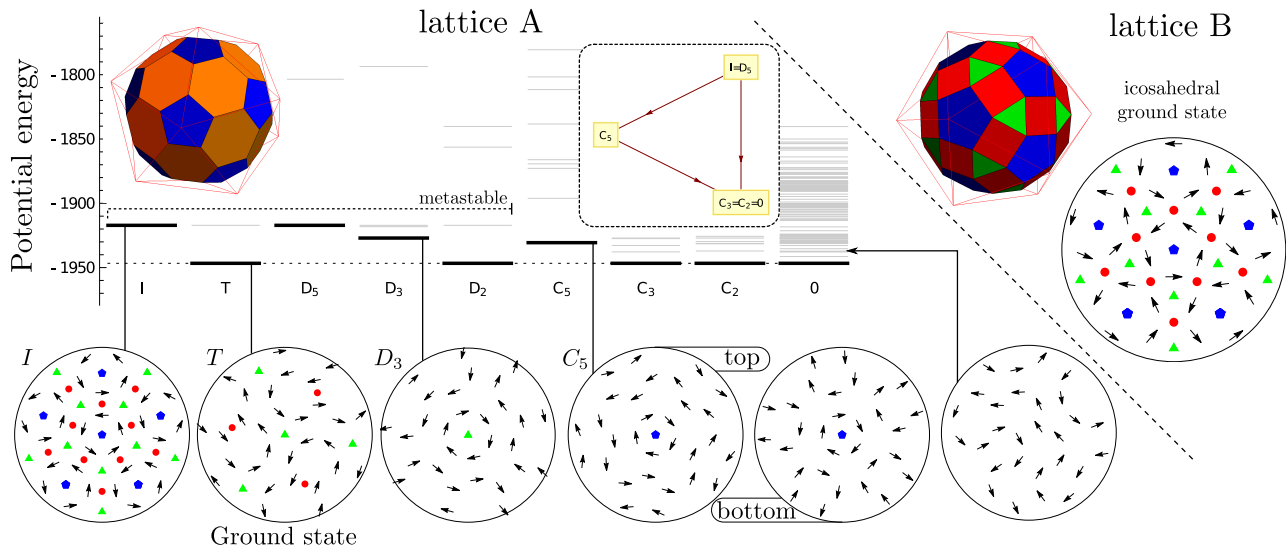 lattice A
lattice B
Potential energy
- 1800
- 1850
- 1900
- 1950
metastable
I=D5
C5
C3=C2=0
icosahedral
ground state
I
T
D5
D3
D2
C5
C3
C2
0
I
T
D3
C5
top
bottom
Ground state